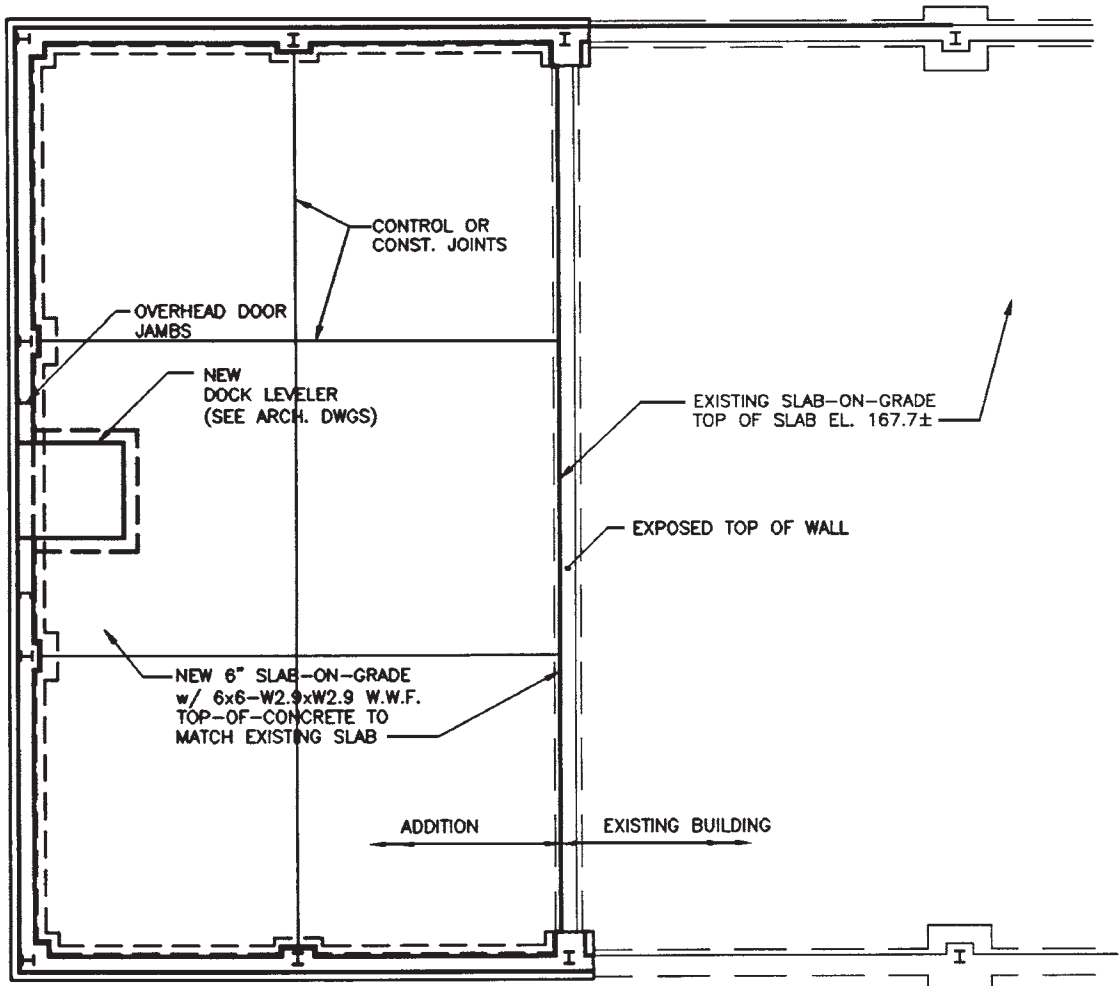 CONTROL OR
CONST. JOINTS
OVERHEAD DOOR
JAMBS
NEW
DOCK LEVELER
(SEE ARCH. DWGS)
EXISTING SLAB-ON-GRADE
TOP OF SLAB EL. 167.7±
EXPOSED TOP OF WALL
NEW 6" SLAB-ON-GRADE
w/ 6x6-W2.9xW2.9 W.W.F.
TOP-OF-CONCRETE TO
MATCH EXISTING SLAB
ADDITION
EXISTING BUILDING